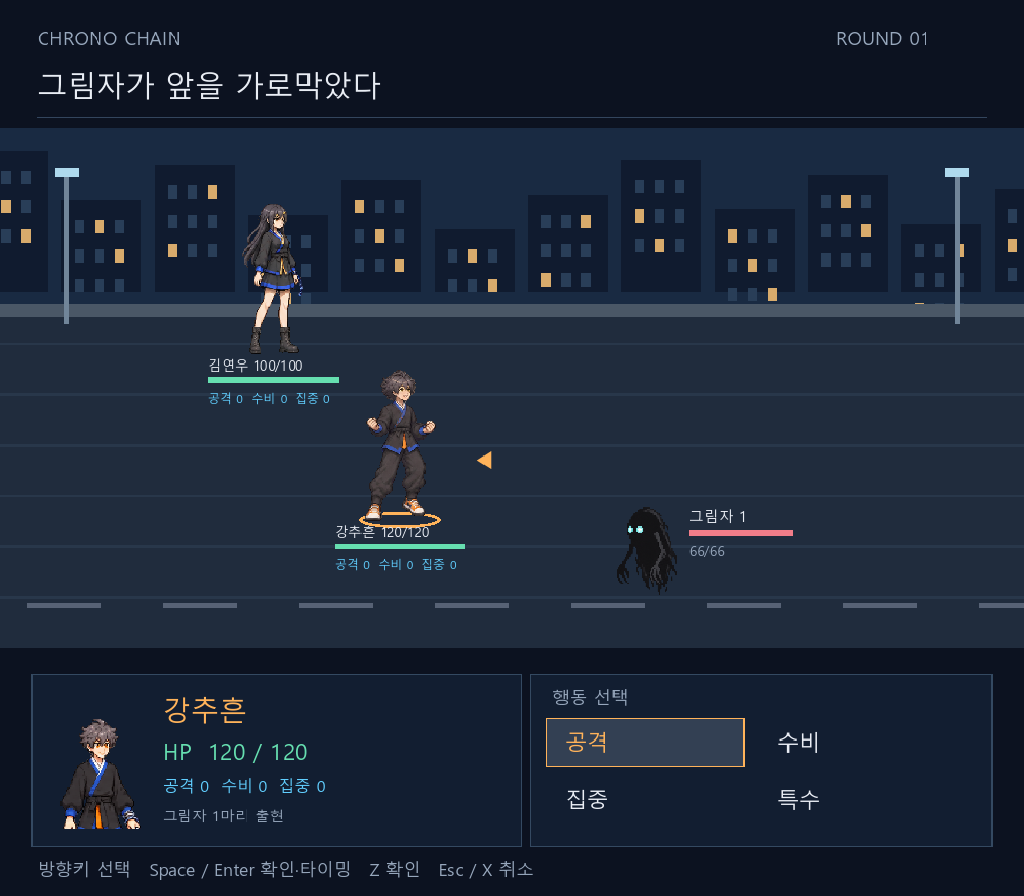 CHRONO CHAIN
ROUND 01
그림자가 앞을 가로막았다
김연우 100/100
공격 0 수비 0 집중 0
강추흔 120/120
공격 0 수비 0 집중 0
그림자 1
66/66
강추흔
HP 120 / 120
공격 0 수비 0 집중 0
그림자 1마리 출현
행동 선택
공격
수비
집중
특수
방향키 선택 Space / Enter 확인·타이밍 Z 확인 Esc / X 취소